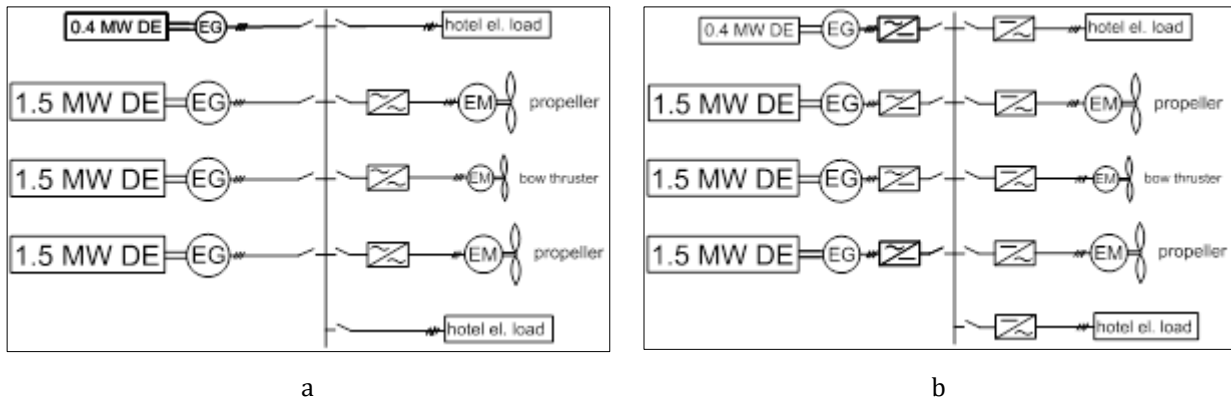 0.4 MW DE EG hotel el. load
1.5 MW DE EG EM propeller
1.5 MW DE EG EM bow thruster
1.5 MW DE EG EM propeller
hotel el. load
a
0.4 MW DE EG hotel el. load
1.5 MW DE EG EM propeller
1.5 MW DE EG EM bow thruster
1.5 MW DE EG EM propeller
hotel el. load
b